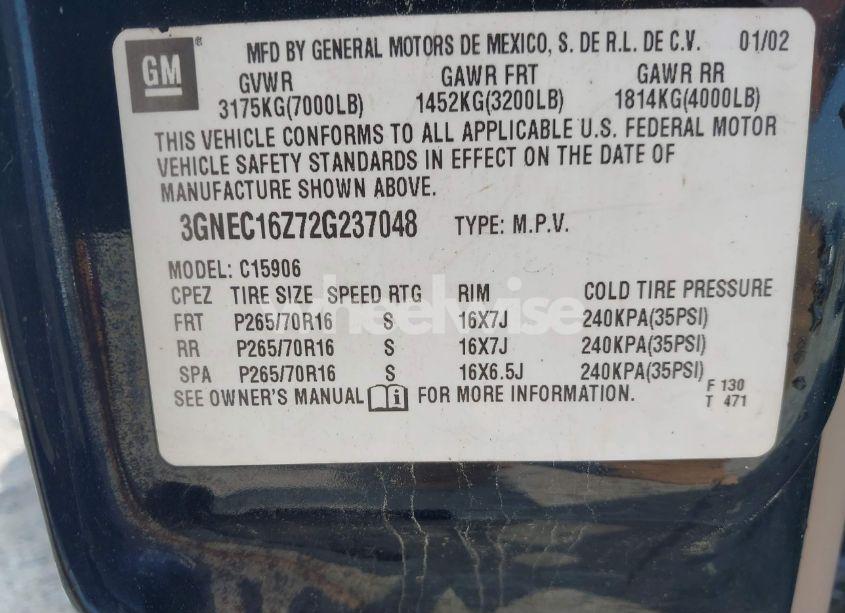 GM ® MFD BY GENERAL MOTORS DE MEXICO, S. DE R.L. DE C.V. 01/02
GVWR GAWR FRT GAWR RR
3175KG(7000LB) 1452KG(3200LB) 1814KG(4000LB)
THIS VEHICLE CONFORMS TO ALL APPLICABLE U.S. FEDERAL MOTOR
VEHICLE SAFETY STANDARDS IN EFFECT ON THE DATE OF
MANUFACTURE SHOWN ABOVE.
3GNEC16Z72G237048 TYPE: M.P.V.
MODEL: C15906
CPEZ TIRE SIZE SPEED RTG RIM COLD TIRE PRESSURE
FRT P265/70R16 S 16X7J 240KPA(35PSI)
RR P265/70R16 S 16X7J 240KPA(35PSI)
SPA P265/70R16 S 16X6.5J 240KPA(35PSI)
SEE OWNER'S MANUAL i FOR MORE INFORMATION.
F 130
T 471